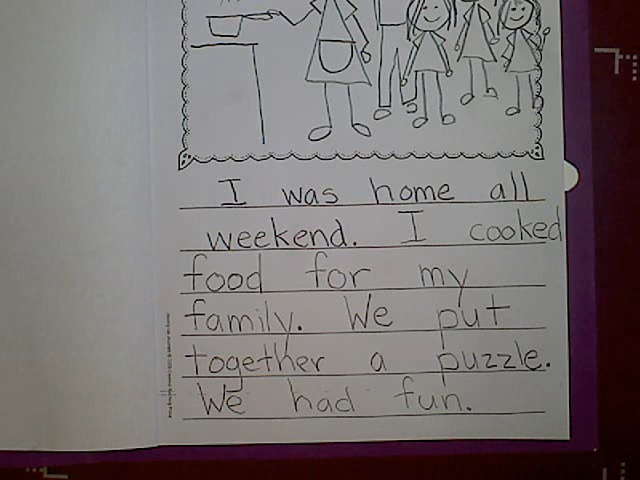 I was home all
weekend. I cooked
food for my
family. We put
together a puzzle.
We had fun.